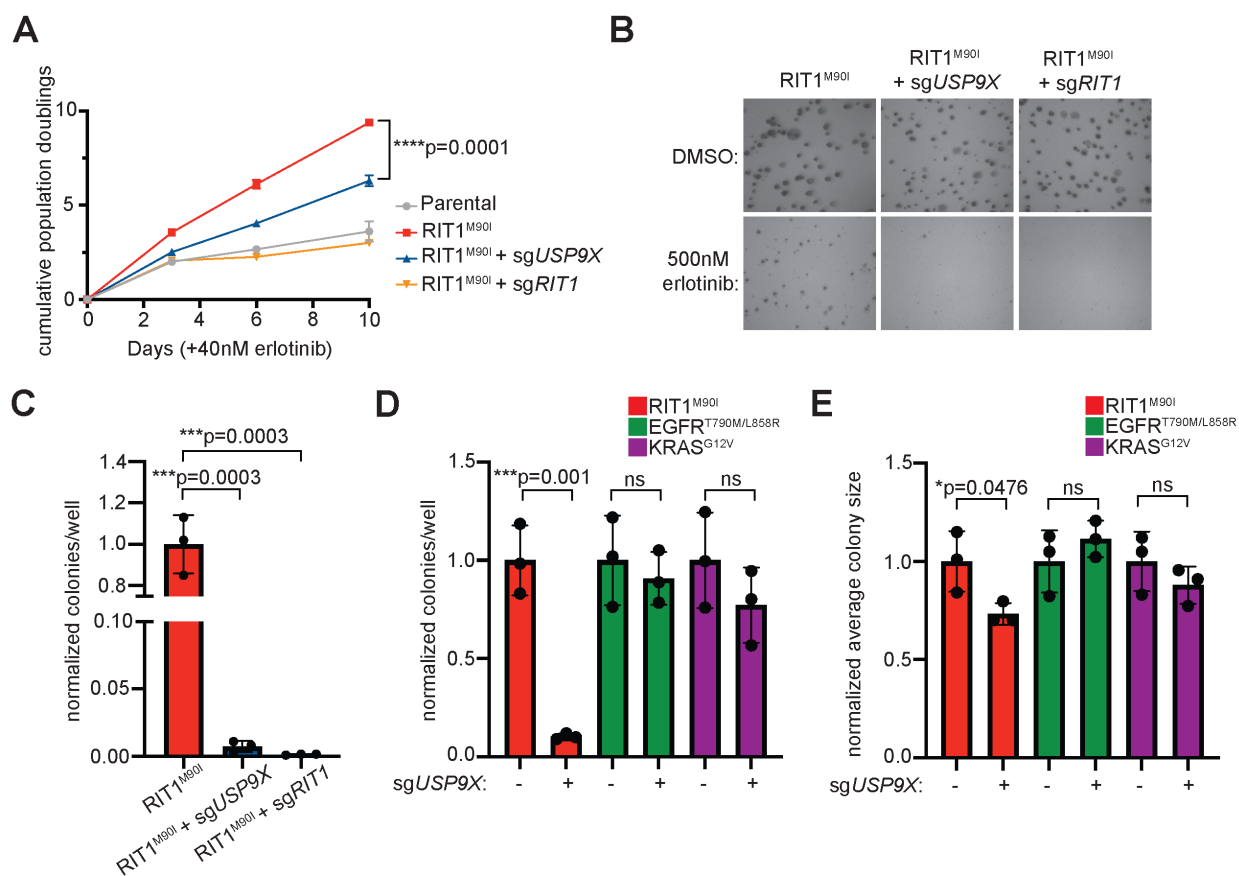 A
cumulative population doublings
10
5
0
0 2 4 6 8 10
Days (+40nM erlotinib)
****p=0.0001
Parental
RIT1ᴹ⁹⁰ᴵ
RIT1ᴹ⁹⁰ᴵ + sgUSP9X
RIT1ᴹ⁹⁰ᴵ + sgRIT1
B
RIT1ᴹ⁹⁰ᴵ
RIT1ᴹ⁹⁰ᴵ
+ sgUSP9X
RIT1ᴹ⁹⁰ᴵ
+ sgRIT1
DMSO:
500nM
erlotinib:
C
normalized colonies/well
1.4
1.2
1.0
0.8
0.10
0.05
0.00
***p=0.0003
***p=0.0003
RIT1ᴹ⁹⁰ᴵ
RIT1ᴹ⁹⁰ᴵ + sgUSP9X
RIT1ᴹ⁹⁰ᴵ + sgRIT1
D
RIT1ᴹ⁹⁰ᴵ
EGFRᵀ⁷⁹⁰ᴹ/ᴸ⁸⁵⁸ᴿ
KRASᴳ¹²ⱽ
normalized colonies/well
1.5
1.0
0.5
0.0
***p=0.001
ns
ns
sgUSP9X: - + - + - +
E
RIT1ᴹ⁹⁰ᴵ
EGFRᵀ⁷⁹⁰ᴹ/ᴸ⁸⁵⁸ᴿ
KRASᴳ¹²ⱽ
normalized average colony size
1.5
1.0
0.5
0.0
*p=0.0476
ns
ns
sgUSP9X: - + - + - +